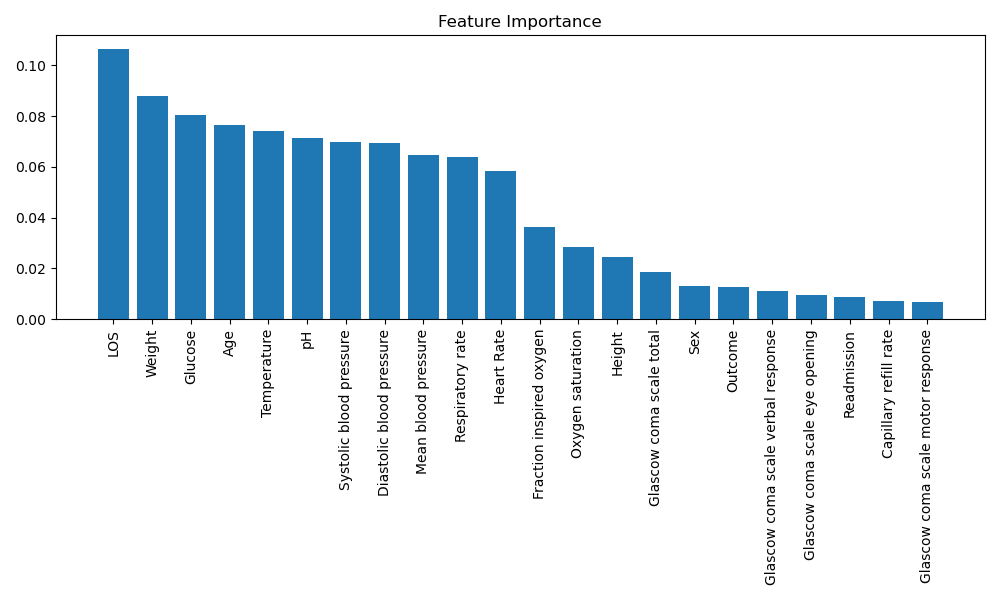 Feature Importance
0.10
0.08
0.06
0.04
0.02
0.00
LOS
Weight
Glucose
Age
Temperature
pH
Systolic blood pressure
Diastolic blood pressure
Mean blood pressure
Respiratory rate
Heart Rate
Fraction inspired oxygen
Oxygen saturation
Height
Glascow coma scale total
Sex
Outcome
Glascow coma scale verbal response
Glascow coma scale eye opening
Readmission
Capillary refill rate
Glascow coma scale motor response